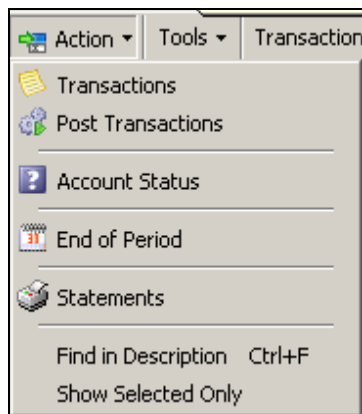 Action Tools Transaction
Transactions
Post Transactions
? Account Status
31 End of Period
Statements
Find in Description Ctrl+F
Show Selected Only